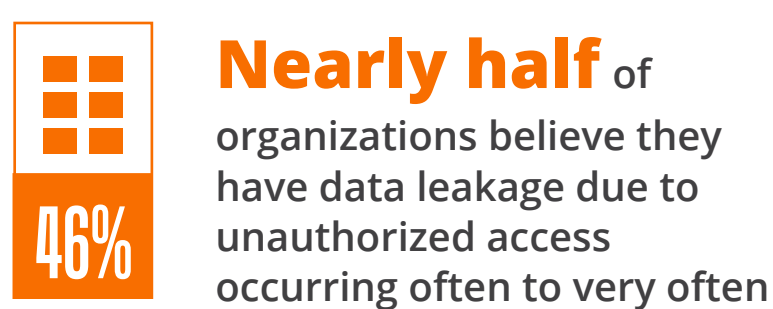 Nearly half of
organizations believe they
have data leakage due to
unauthorized access
occurring often to very often
46%